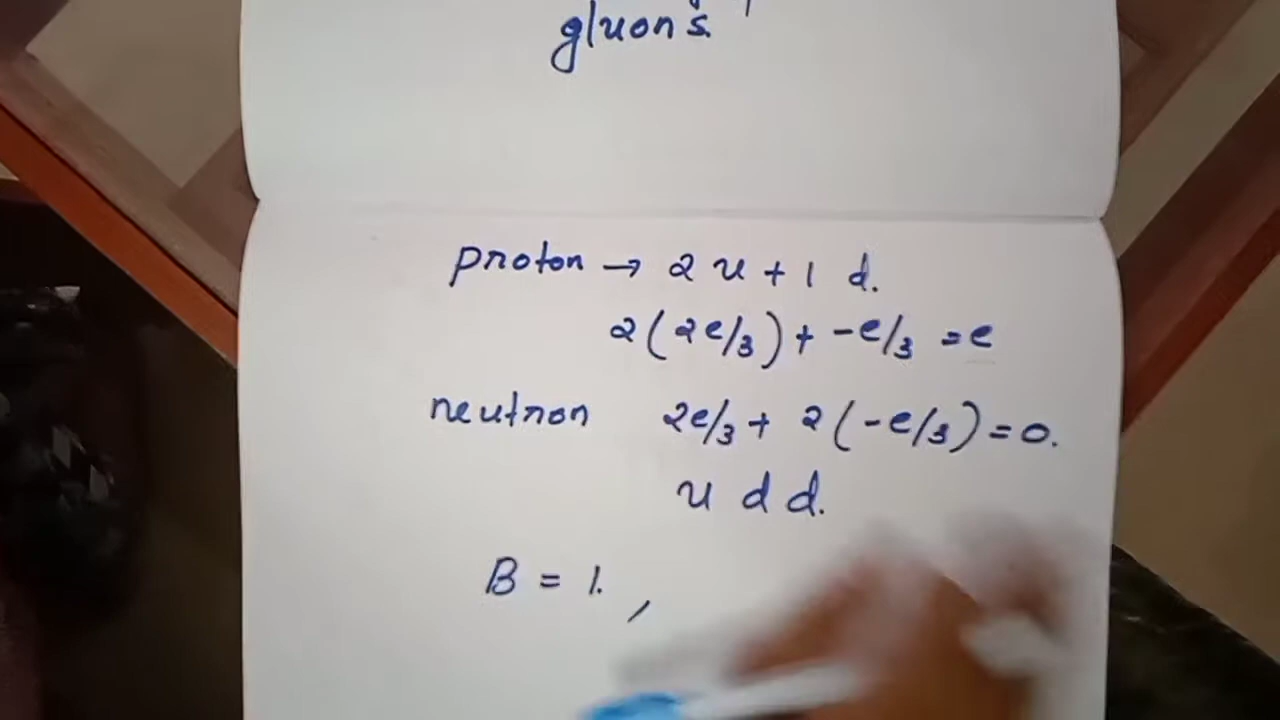 gluons.
proton → 2 u + 1 d.
2(2e/3) + -e/3 = e
neutron 2e/3 + 2(-e/3) = 0.
u d d.
B = 1. ,